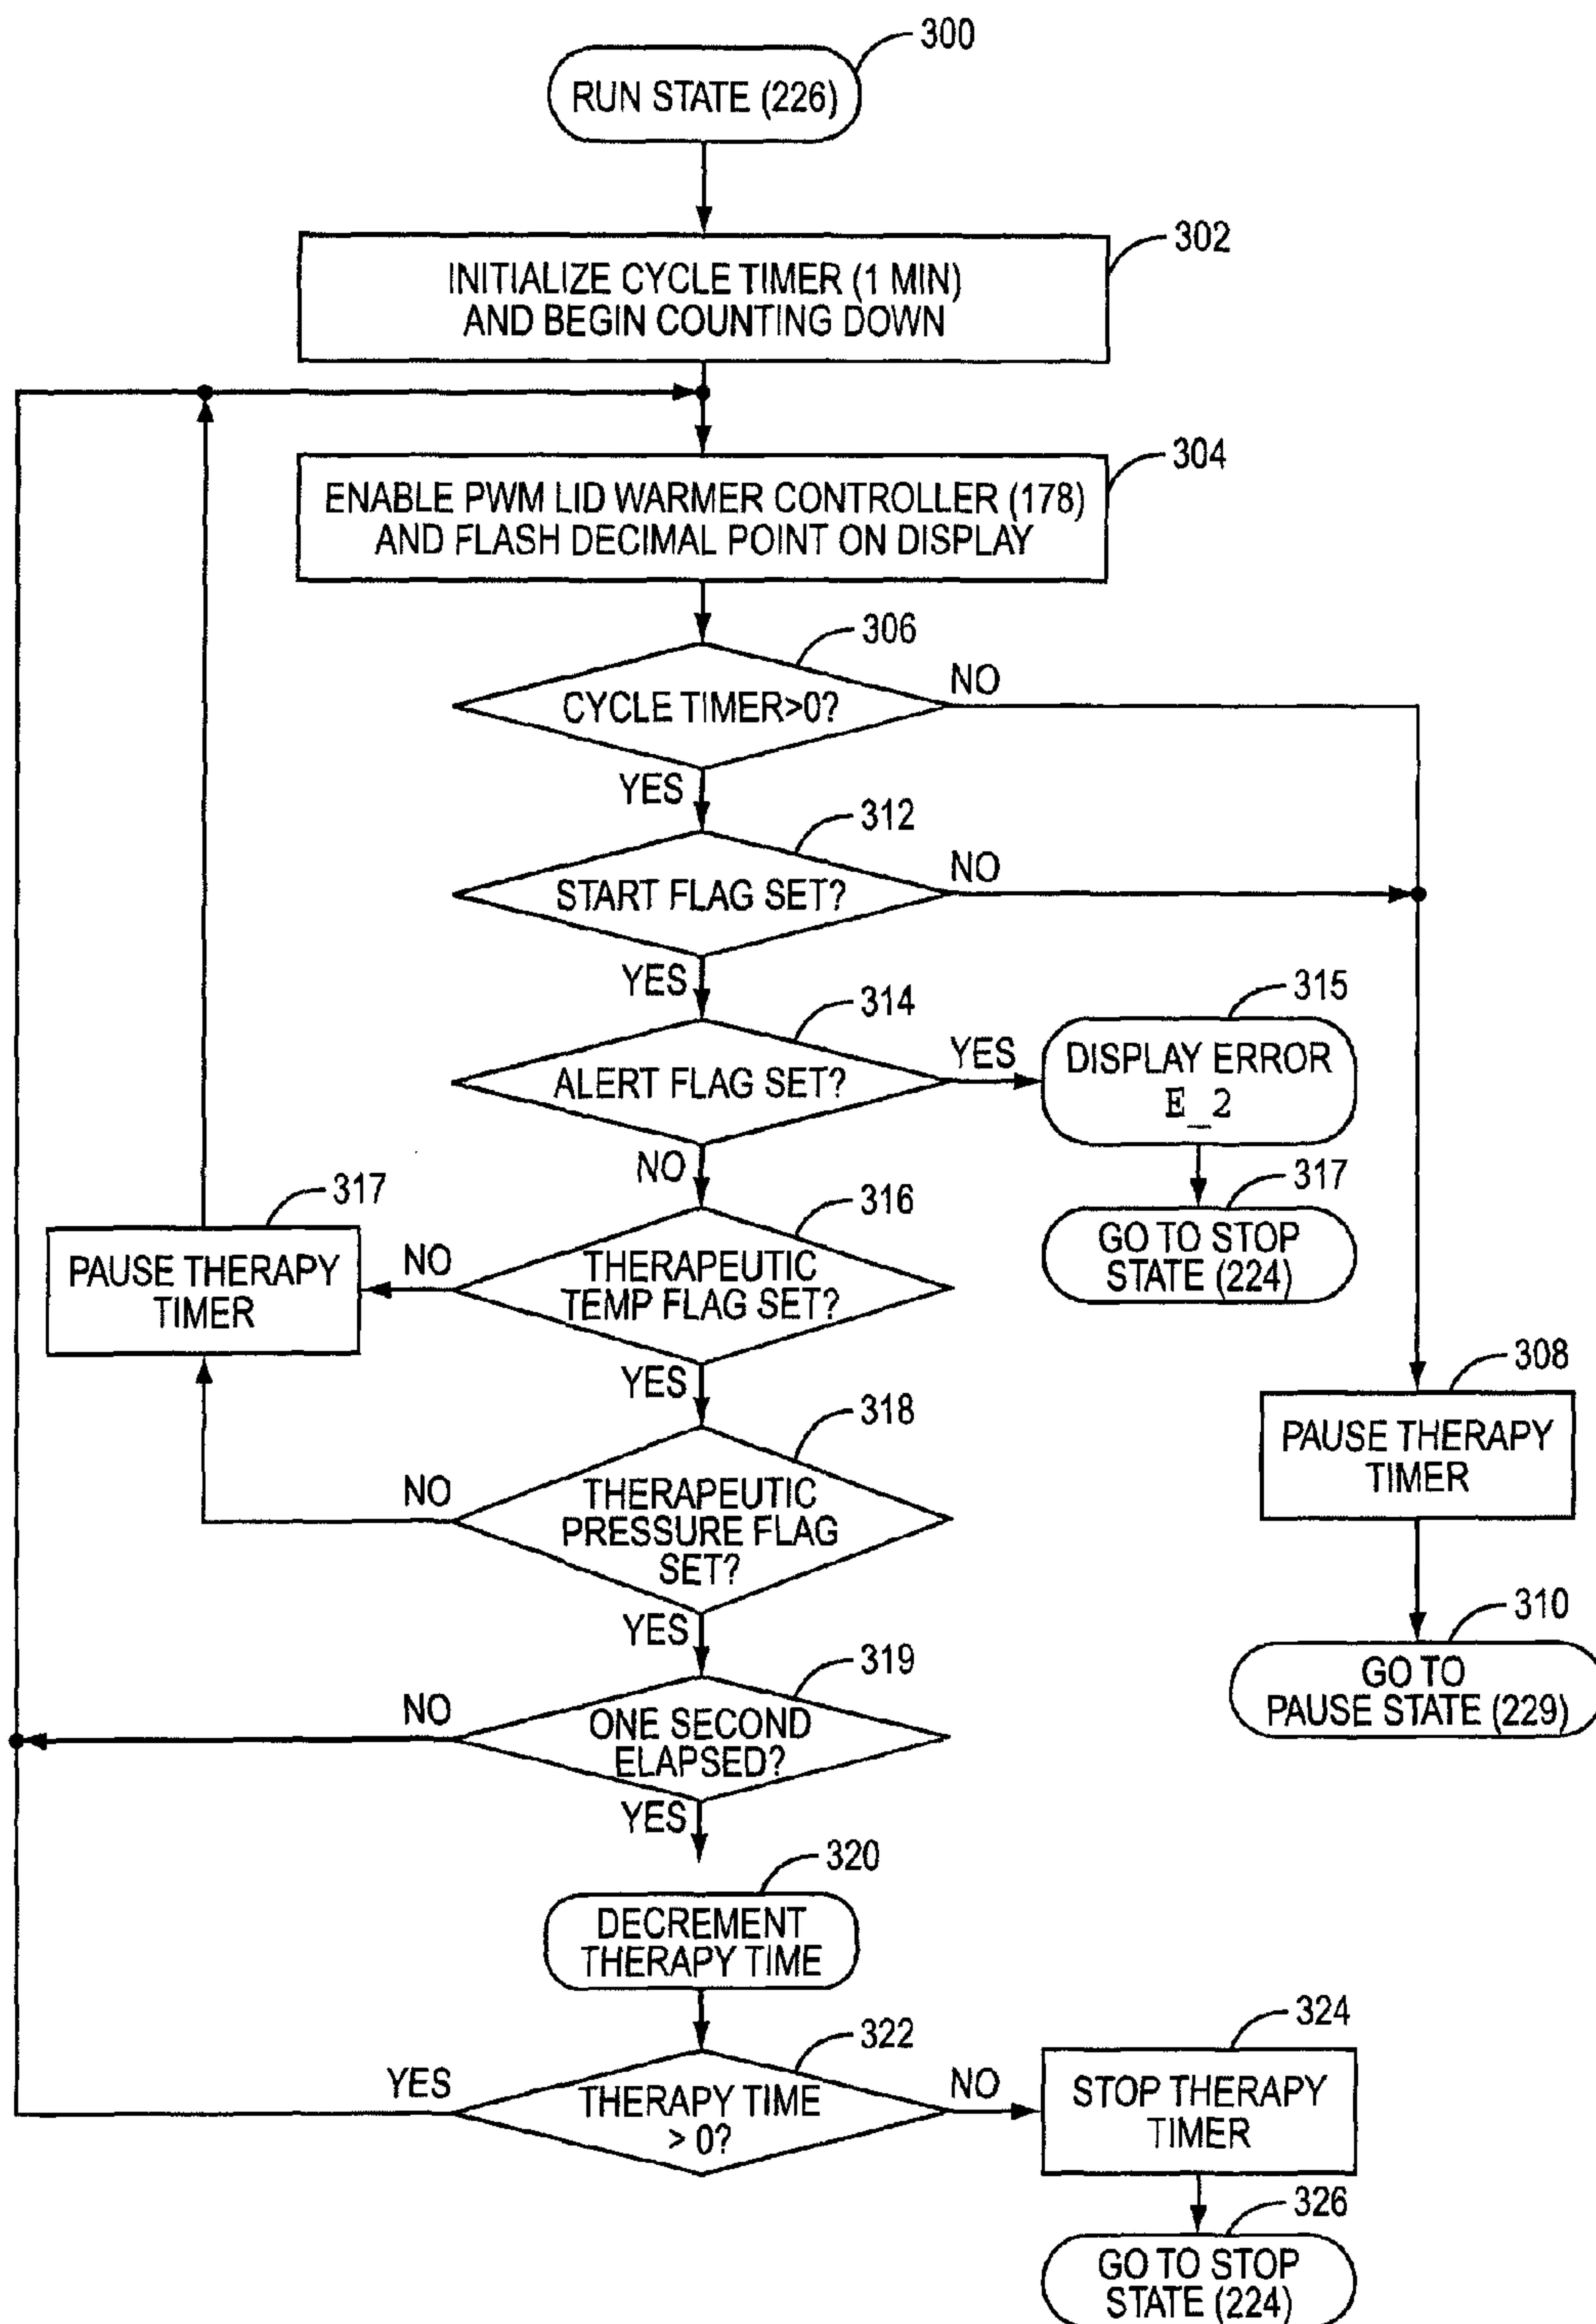 300
RUN STATE (226)
302
INITIALIZE CYCLE TIMER (1 MIN)
AND BEGIN COUNTING DOWN
304
ENABLE PWM LID WARMER CONTROLLER (178)
AND FLASH DECIMAL POINT ON DISPLAY
306
NO
CYCLE TIMER>0?
YES
312
NO
START FLAG SET?
YES
314
315
YES
DISPLAY ERROR
E_2
ALERT FLAG SET?
NO
317
316
317
GO TO STOP
STATE (224)
PAUSE THERAPY
TIMER
NO
THERAPEUTIC
TEMP FLAG SET?
YES
308
PAUSE THERAPY
TIMER
318
NO
THERAPEUTIC
PRESSURE FLAG
SET?
YES
310
GO TO
PAUSE STATE (229)
319
NO
ONE SECOND
ELAPSED?
YES
320
DECREMENT
THERAPY TIME
322
324
YES
THERAPY TIME
> 0?
NO
STOP THERAPY
TIMER
326
GO TO STOP
STATE (224)